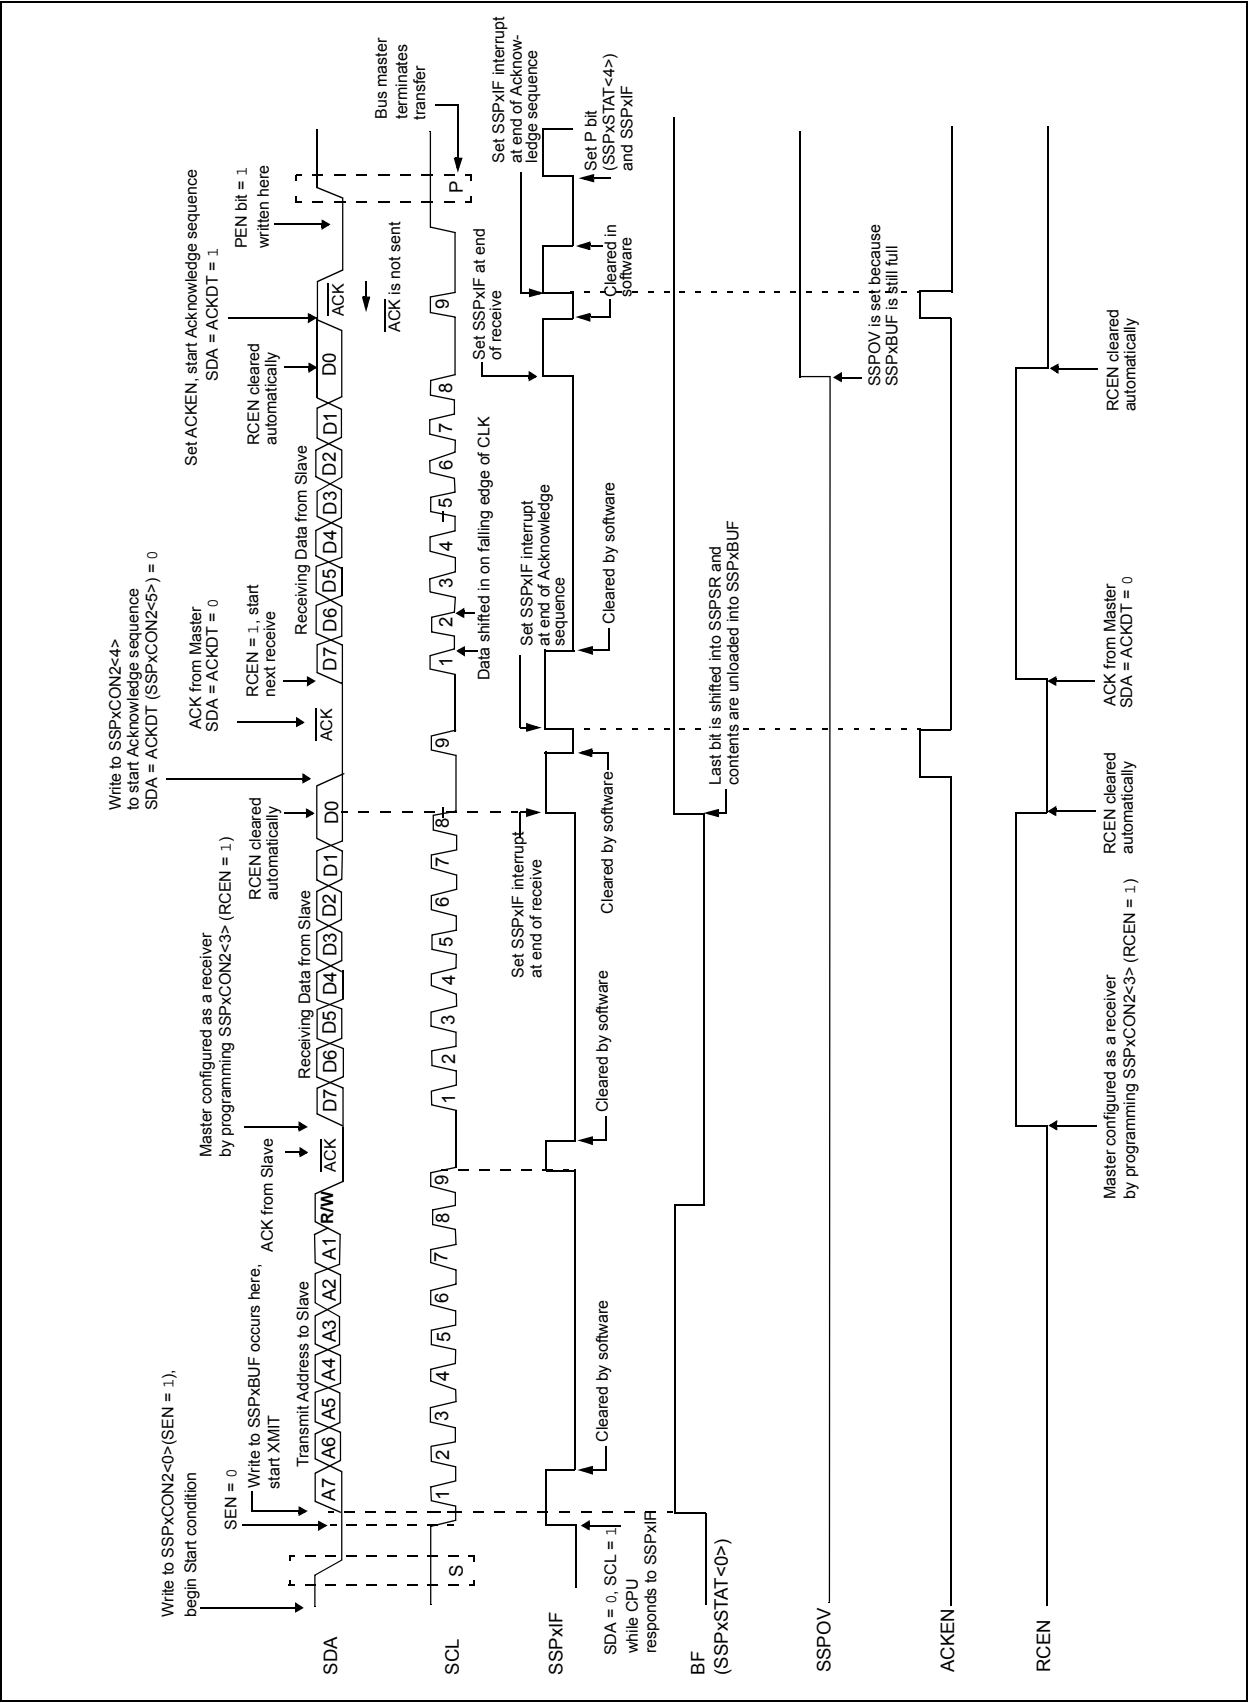 Write to SSPxCON2<0>(SEN = 1),
begin Start condition
SEN = 0
Write to SSPxBUF occurs here,
start XMIT
Transmit Address to Slave
ACK from Slave
Master configured as a receiver
by programming SSPxCON2<3> (RCEN = 1)
Receiving Data from Slave
RCEN cleared
automatically
Write to SSPxCON2<4>
to start Acknowledge sequence
SDA = ACKDT (SSPxCON2<5>) = 0
ACK from Master
SDA = ACKDT = 0
RCEN = 1, start
next receive
Receiving Data from Slave
RCEN cleared
automatically
Set ACKEN, start Acknowledge sequence
SDA = ACKDT = 1
PEN bit = 1
written here
SDA
A7 A6 A5 A4 A3 A2 A1 R/W ACK D7 D6 D5 D4 D3 D2 D1 D0 ACK D7 D6 D5 D4 D3 D2 D1 D0 ACK
ACK is not sent
Bus master
terminates
transfer
SCL
S 1 2 3 4 5 6 7 8 9 1 2 3 4 5 6 7 8 9 1 2 3 4 5 6 7 8 9 P
Data shifted in on falling edge of CLK
Set SSPxIF interrupt
at end of receive
Set SSPxIF interrupt
at end of Acknowledge
sequence
Set SSPxIF at end
of receive
Set SSPxIF interrupt
at end of Acknow-
ledge sequence
SSPxIF
SDA = 0, SCL = 1
while CPU
responds to SSPxIF
Cleared by software
Cleared by software
Cleared by software
Cleared by software
Cleared in
software
Set P bit
(SSPxSTAT<4>)
and SSPxIF
BF
(SSPxSTAT<0>)
Last bit is shifted into SSPSR and
contents are unloaded into SSPxBUF
SSPOV
SSPOV is set because
SSPxBUF is still full
ACKEN
RCEN
Master configured as a receiver
by programming SSPxCON2<3> (RCEN = 1)
RCEN cleared
automatically
ACK from Master
SDA = ACKDT = 0
RCEN cleared
automatically